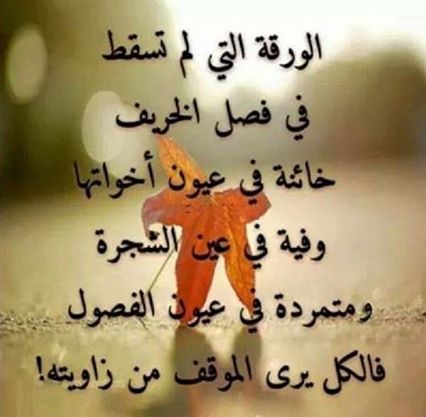 الورقة التي لم تسقط
في فصل الخريف
خائنة في عيون أخواتها
وفية في عين الشجرة
ومتمردة في عيون الفصول
فالكل يرى الموقف من زاويته!